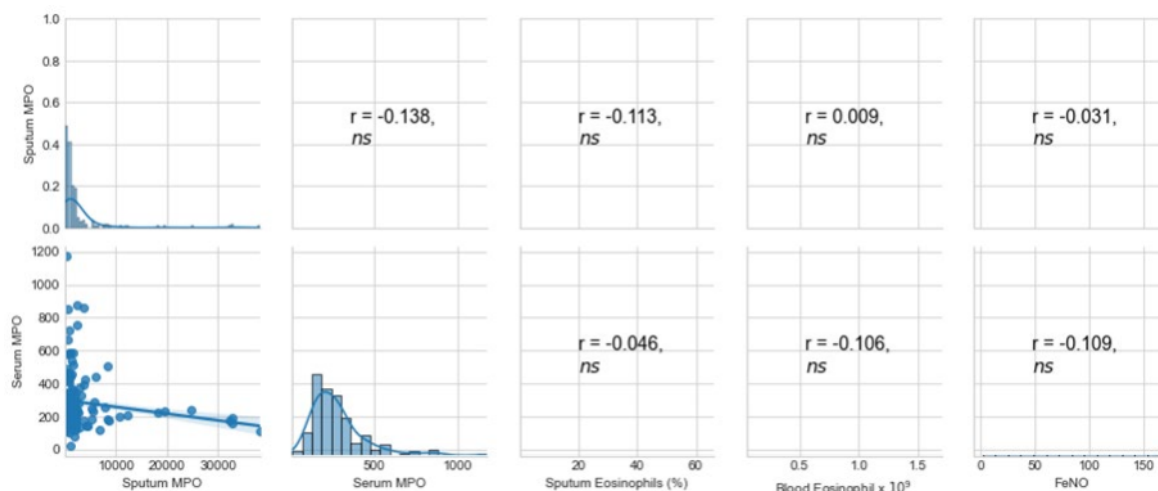 1.0
0.8
0.6
0.4
0.2
0.0
Sputum MPO
r = -0.138,
ns
r = -0.113,
ns
r = 0.009,
ns
r = -0.031,
ns
1200
1000
800
600
400
200
0
Serum MPO
r = -0.046,
ns
r = -0.106,
ns
r = -0.109,
ns
10000 20000 30000
Sputum MPO
500 1000
Serum MPO
20 40 60
Sputum Eosinophils (%)
0.5 1.0 1.5
Blood Eosinophil x 10⁹
0 50 100 150
FeNO